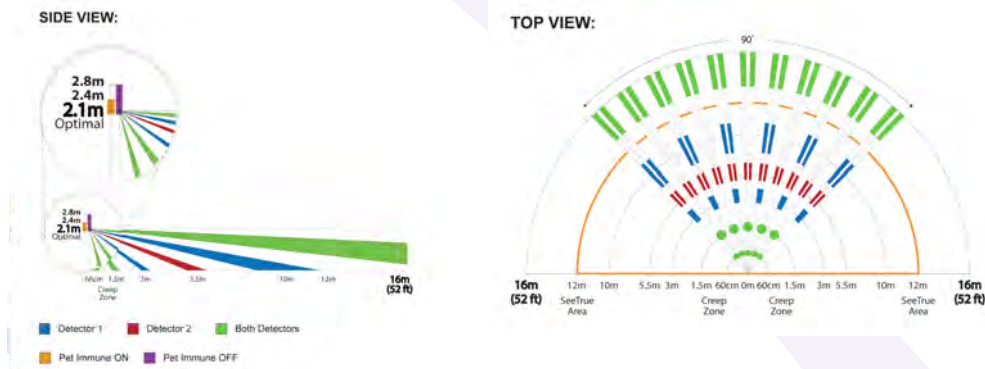 SIDE VIEW:
2.8m
2.4m
2.1m
Optimal
2.8m
2.4m
2.1m
Optimal
1.5m 3m 5.5m 10m 12m 16m
(52 ft)
Creep
Zone
Detector 1 Detector 2 Both Detectors
Pet Immune ON Pet Immune OFF
TOP VIEW:
90°
16m
(52 ft)
12m 10m 5.5m 3m 1.5m 60cm 0m 60cm 1.5m 3m 5.5m 10m 12m
SeeTrue
Area
Creep
Zone
Creep
Zone
SeeTrue
Area
16m
(52 ft)